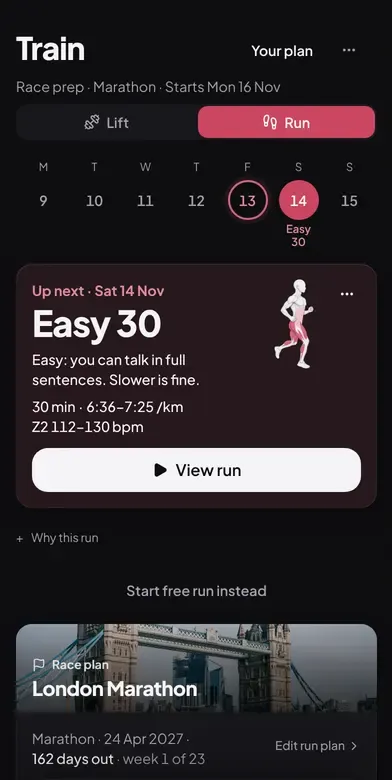 Train
Your plan
Race prep · Marathon · Starts Mon 16 Nov
Lift
Run
M T W T F S S
9 10 11 12 13 14 15
Easy
30
Up next · Sat 14 Nov
Easy 30
Easy: you can talk in full
sentences. Slower is fine.
30 min · 6:36–7:25 /km
Z2 112–130 bpm
View run
+ Why this run
Start free run instead
Race plan
London Marathon
Marathon · 24 Apr 2027 ·
162 days out · week 1 of 23
Edit run plan >